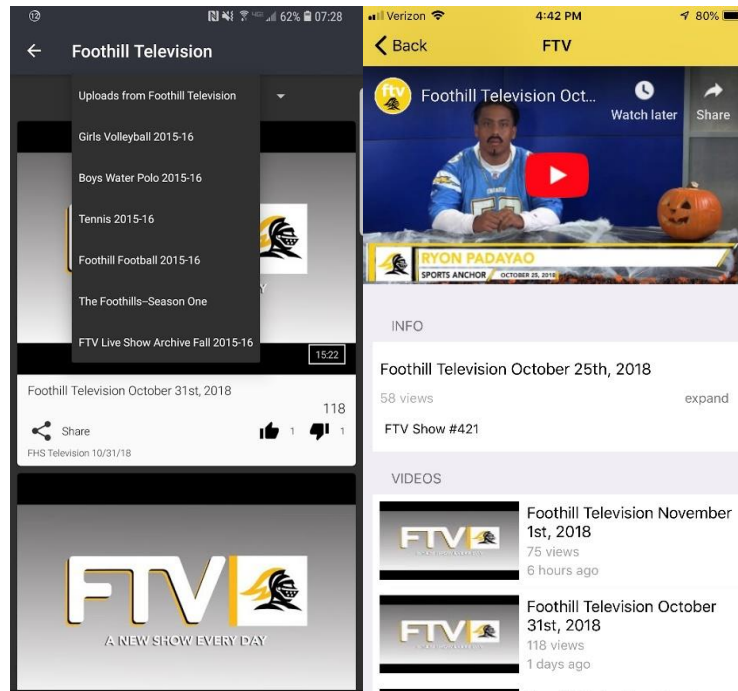 12
62% 07:28
Foothill Television
Uploads from Foothill Television
Girls Volleyball 2015-16
Boys Water Polo 2015-16
Tennis 2015-16
Foothill Football 2015-16
The Foothills–Season One
FTV Live Show Archive Fall 2015-16
15:22
Foothill Television October 31st, 2018
118
Share
1
1
FHS Television 10/31/18
FTV
A NEW SHOW EVERY DAY
Verizon
4:42 PM
80%
Back
FTV
ftv
Foothill Television Oct...
Watch later
Share
RYON PADAYAO
SPORTS ANCHOR
OCTOBER 25, 2018
INFO
Foothill Television October 25th, 2018
58 views
expand
FTV Show #421
VIDEOS
FTV
Foothill Television November
1st, 2018
75 views
6 hours ago
FTV
Foothill Television October
31st, 2018
118 views
1 days ago